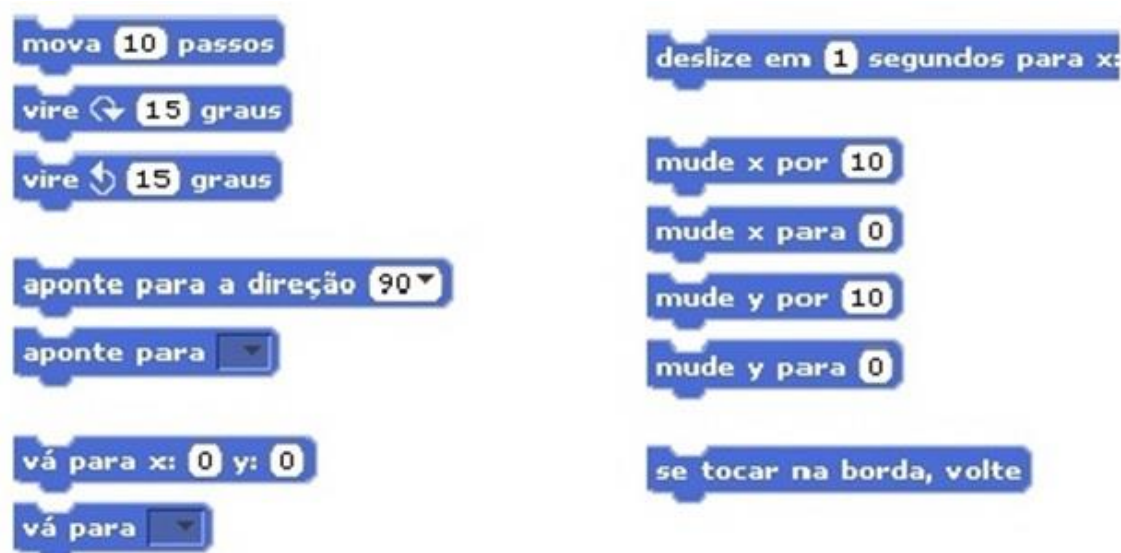 mova 10 passos
vire 15 graus
vire 15 graus
aponte para a direção 90
aponte para
vá para x: 0 y: 0
vá para
deslize em 1 segundos para x:
mude x por 10
mude x para 0
mude y por 10
mude y para 0
se tocar na borda, volte